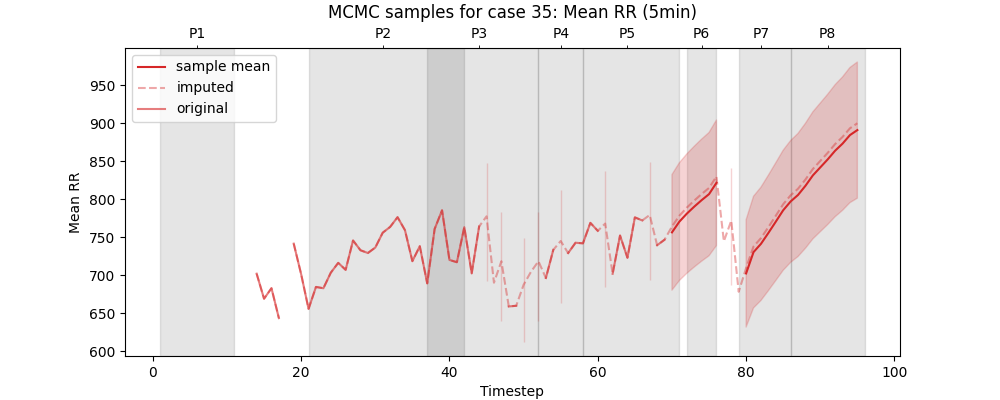 MCMC samples for case 35: Mean RR (5min)
P1 P2 P3 P4 P5 P6 P7 P8
sample mean
imputed
original
950
900
850
800
750
700
650
600
Mean RR
0 20 40 60 80 100
Timestep